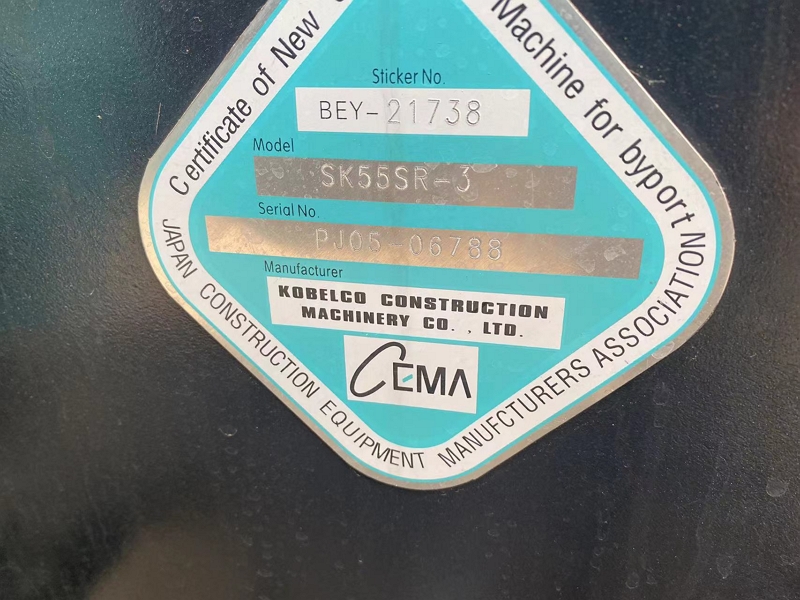 Certificate of New
Machine for byport
Sticker No.
BEY-21738
Model
SK55SR-3
Serial No.
PJ05-06788
Manufacturer
KOBELCO CONSTRUCTION
MACHINERY CO., LTD.
CEMA
JAPAN CONSTRUCTION EQUIPMENT MANUFCTURERS ASSOCIATION